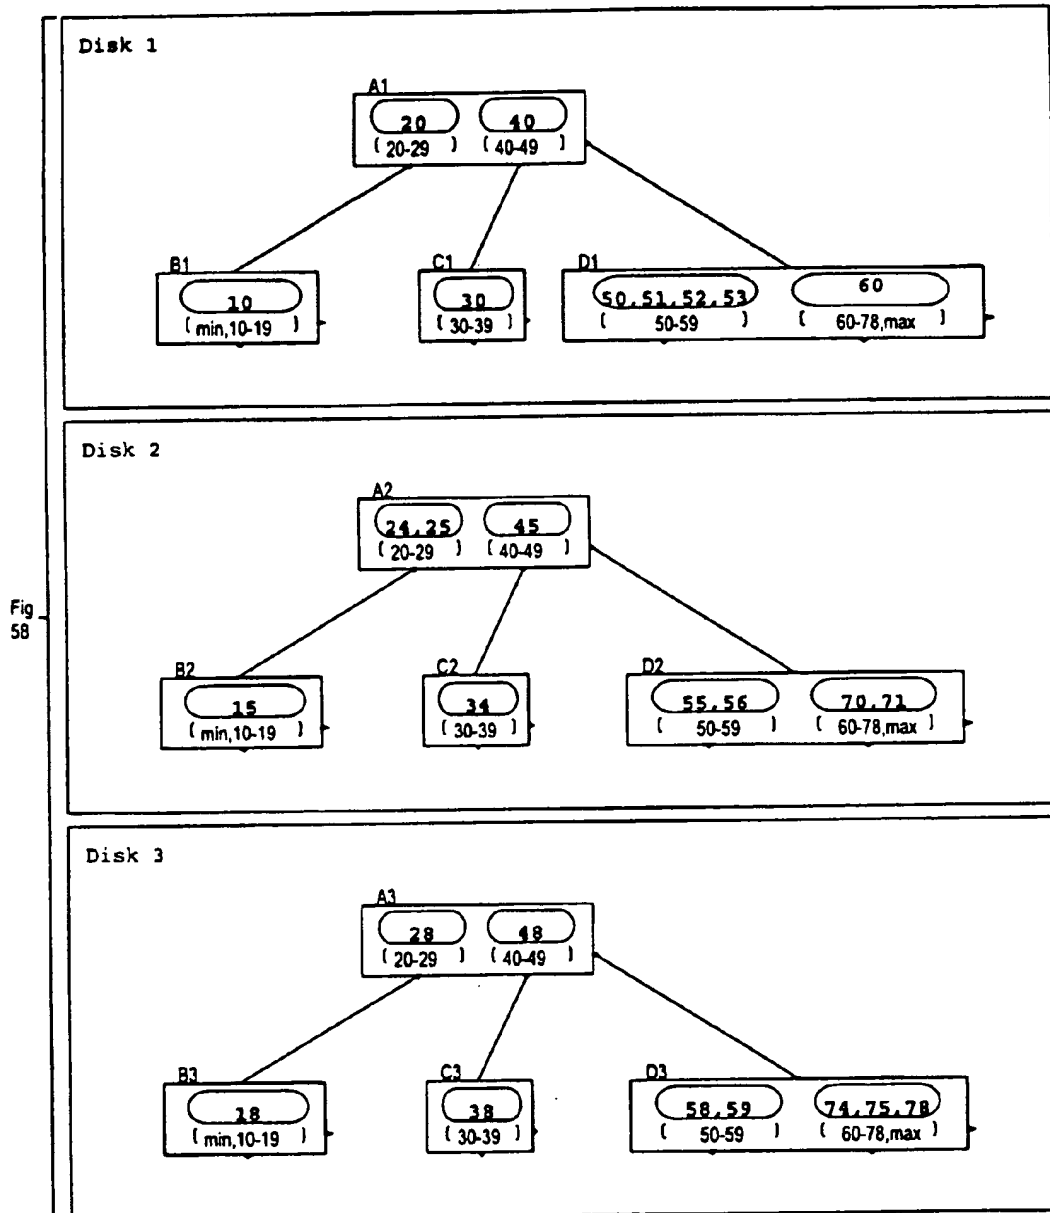 Disk 1
A1
20 40
( 20-29 ) ( 40-49 )
B1 C1 D1
10 30 50,51,52,53 60
( min,10-19 ) ( 30-39 ) ( 50-59 ) ( 60-78,max )
Disk 2
A2
24,25 45
( 20-29 ) ( 40-49 )
Fig
58
B2 C2 D2
15 34 55,56 70,71
( min,10-19 ) ( 30-39 ) ( 50-59 ) ( 60-78,max )
Disk 3
A3
28 48
( 20-29 ) ( 40-49 )
B3 C3 D3
18 38 58,59 74,75,78
( min,10-19 ) ( 30-39 ) ( 50-59 ) ( 60-78,max )